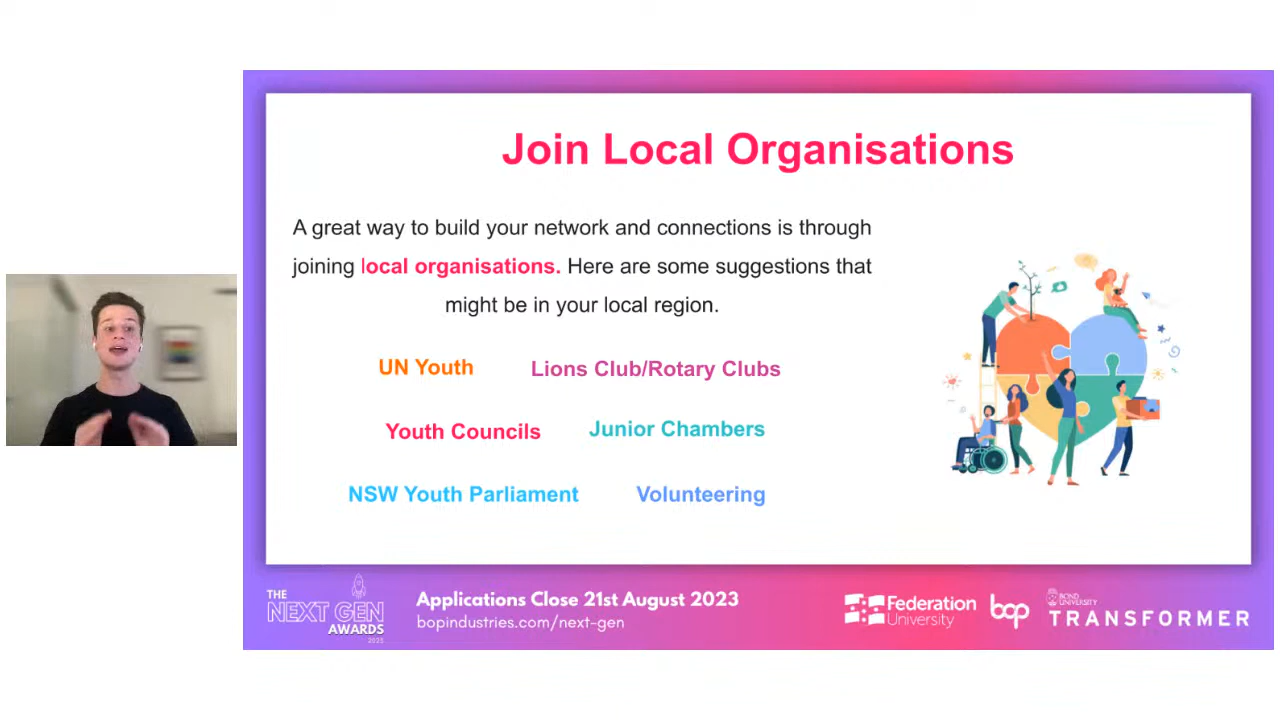 Join Local Organisations
A great way to build your network and connections is through
joining local organisations. Here are some suggestions that
might be in your local region.
UN Youth
Lions Club/Rotary Clubs
Youth Councils
Junior Chambers
NSW Youth Parliament
Volunteering
THE
NEXT GEN
AWARDS
2023
Applications Close 21st August 2023
bopindustries.com/next-gen
Federation
University
bop
BOND
UNIVERSITY
TRANSFORMER